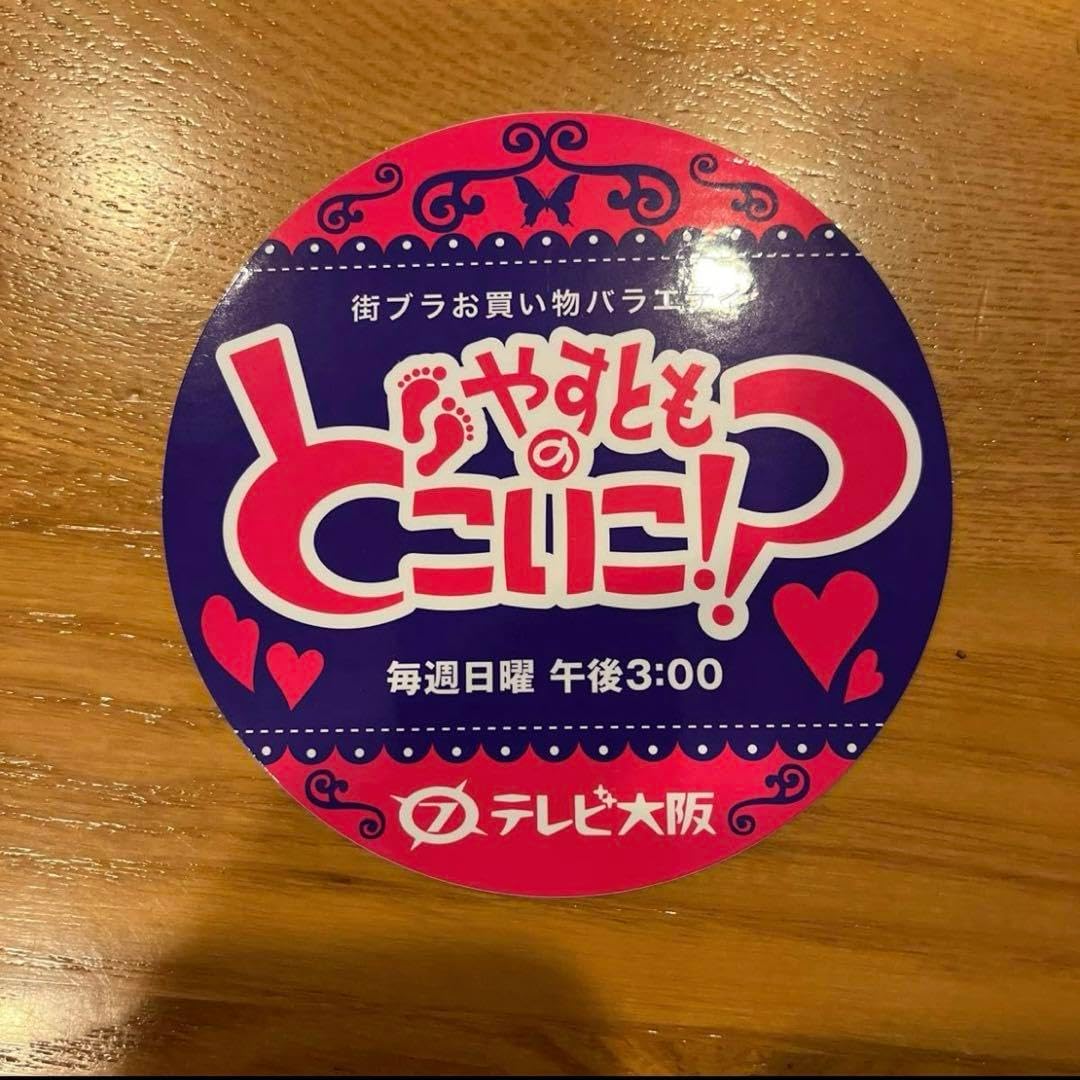 街ブラお買い物バラエティ
やすともの
どこいこ!?
毎週日曜 午後3:00
7 テレビ大阪